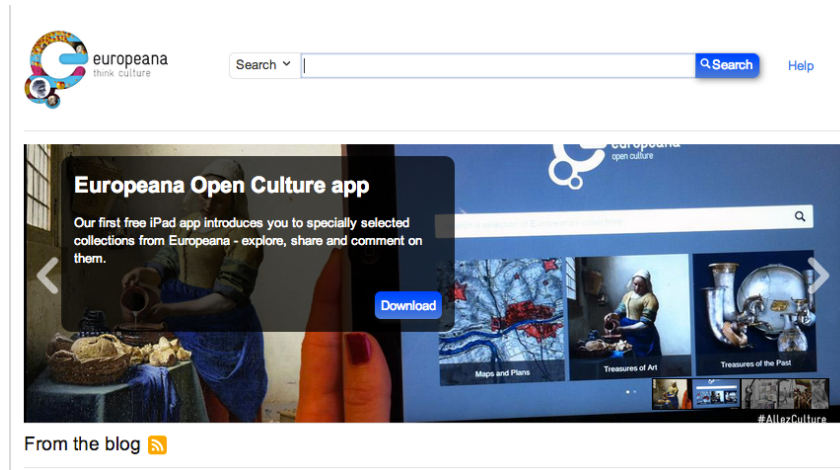 europeana
think culture
Search
Search
Help
Europeana Open Culture app
Our first free iPad app introduces you to specially selected
collections from Europeana - explore, share and comment on
them.
Download
europeana
open culture
Maps and Plans
Treasures of Art
Treasures of the Past
#AllezCulture
From the blog